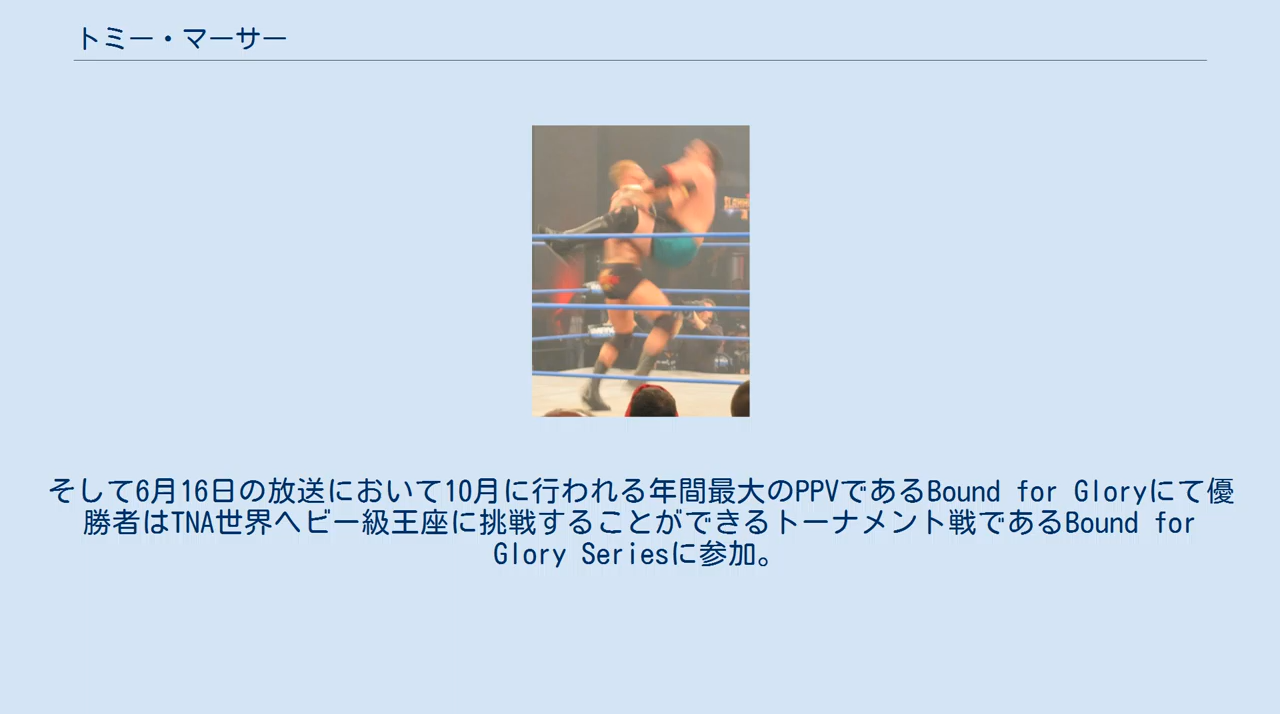 トミー・マーサー
そして6月16日の放送において10月に行われる年間最大のPPVであるBound for Gloryにて優
勝者はTNA世界ヘビー級王座に挑戦することができるトーナメント戦であるBound for
Glory Seriesに参加。